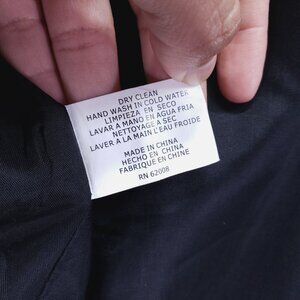 DRY CLEAN
HAND WASH IN COLD WATER
LIMPIEZA EN SECO
LAVAR A MANO EN AGUA FRIA
NETTOYAGE A SEC
LAVER A LA MAIN L'EAU FROIDE
MADE IN CHINA
HECHO EN CHINA
FABRIQUE EN CHINE
RN 62008